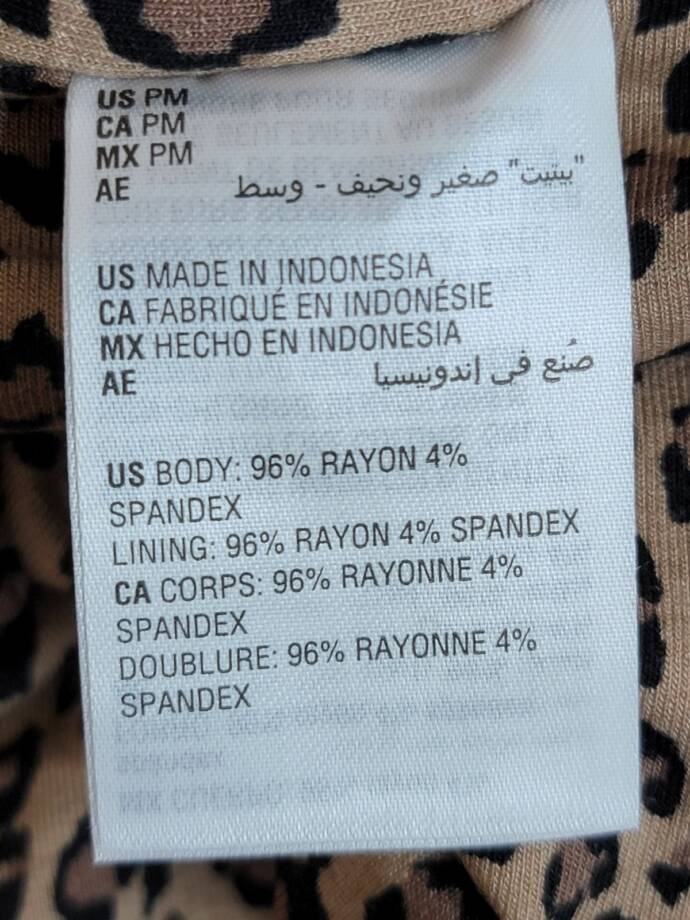 US PM
CA PM
MX PM
AE "بيتيت" صغير ونحيف - وسط
US MADE IN INDONESIA
CA FABRIQUÉ EN INDONÉSIE
MX HECHO EN INDONESIA
AE صُنع في إندونيسيا
US BODY: 96% RAYON 4%
SPANDEX
LINING: 96% RAYON 4% SPANDEX
CA CORPS: 96% RAYONNE 4%
SPANDEX
DOUBLURE: 96% RAYONNE 4%
SPANDEX